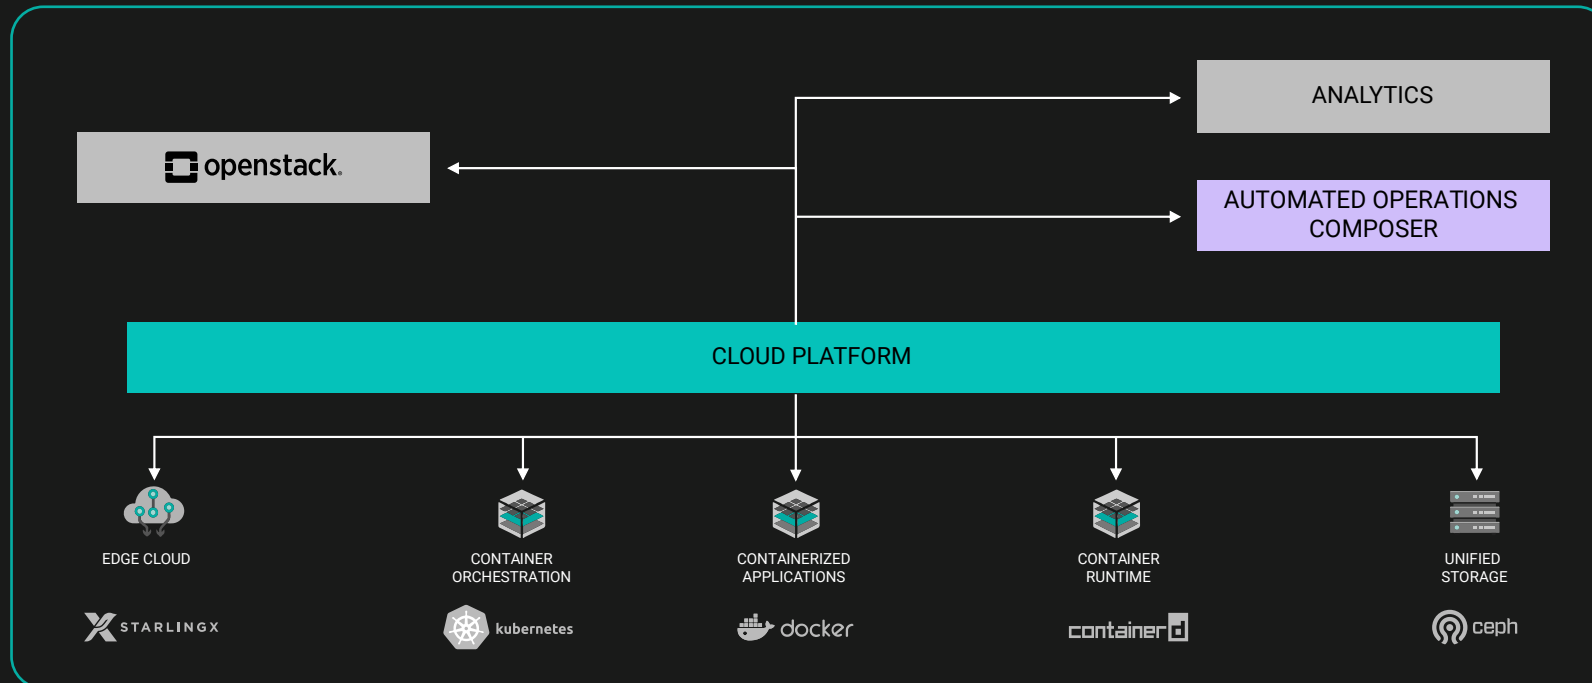 ANALYTICS
openstack.
AUTOMATED OPERATIONS
COMPOSER
CLOUD PLATFORM
EDGE CLOUD
CONTAINER
ORCHESTRATION
CONTAINERIZED
APPLICATIONS
CONTAINER
RUNTIME
UNIFIED
STORAGE
STARLINGX
kubernetes
docker
containerd
ceph